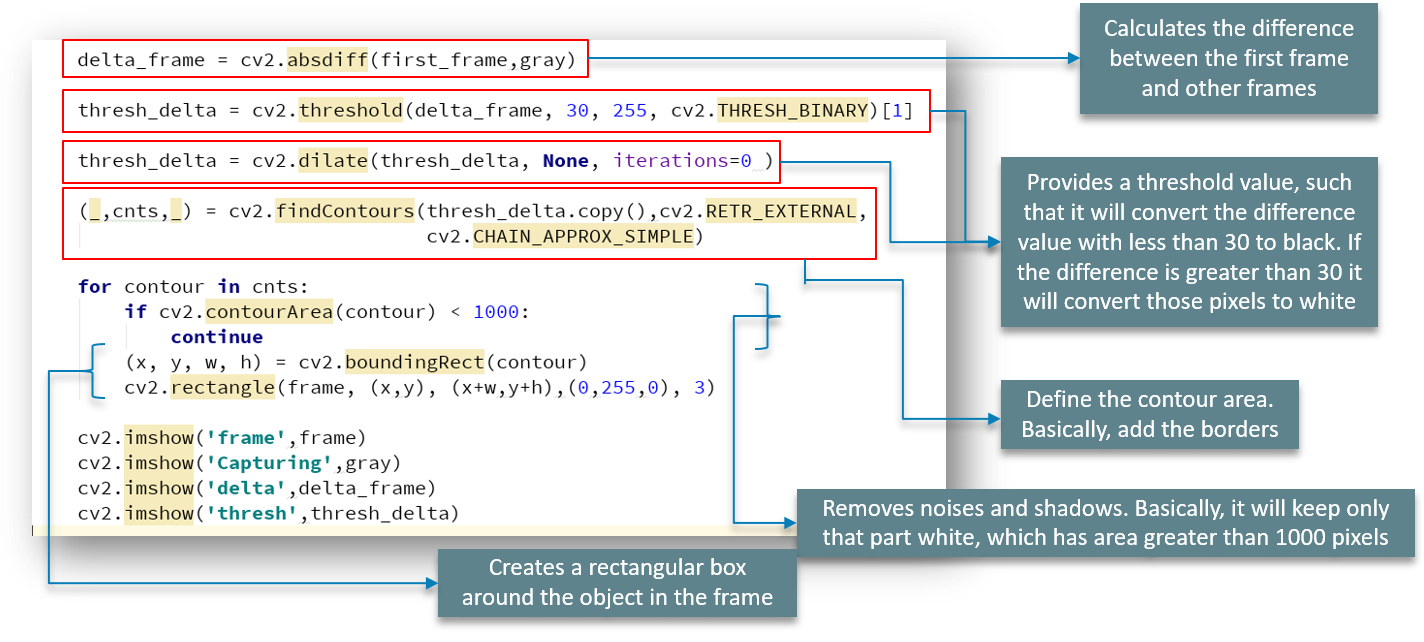 delta_frame = cv2.absdiff(first_frame,gray)
thresh_delta = cv2.threshold(delta_frame, 30, 255, cv2.THRESH_BINARY)[1]
thresh_delta = cv2.dilate(thresh_delta, None, iterations=0 )
(_,cnts,_) = cv2.findContours(thresh_delta.copy(),cv2.RETR_EXTERNAL,
cv2.CHAIN_APPROX_SIMPLE)
for contour in cnts:
if cv2.contourArea(contour) < 1000:
continue
(x, y, w, h) = cv2.boundingRect(contour)
cv2.rectangle(frame, (x,y), (x+w,y+h),(0,255,0), 3)
cv2.imshow('frame',frame)
cv2.imshow('Capturing',gray)
cv2.imshow('delta',delta_frame)
cv2.imshow('thresh',thresh_delta)
Calculates the difference
between the first frame
and other frames
Provides a threshold value, such
that it will convert the difference
value with less than 30 to black. If
the difference is greater than 30 it
will convert those pixels to white
Define the contour area.
Basically, add the borders
Removes noises and shadows. Basically, it will keep only
that part white, which has area greater than 1000 pixels
Creates a rectangular box
around the object in the frame